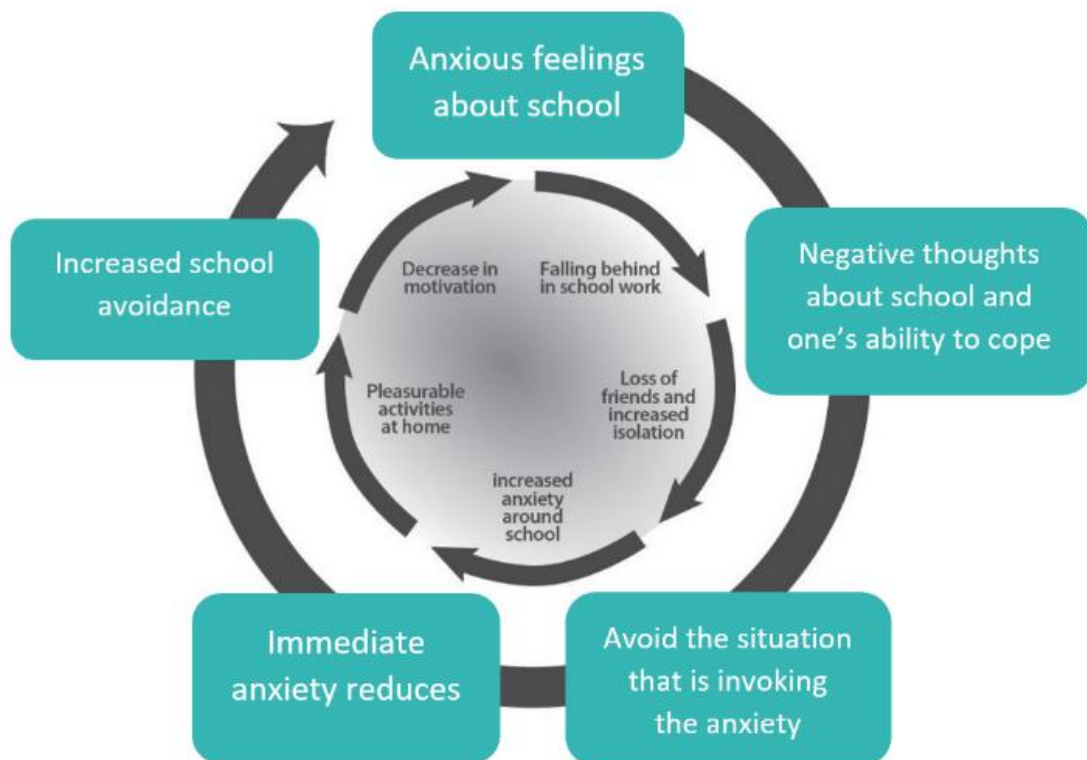 Anxious feelings
about school
Negative thoughts
about school and
one's ability to cope
Avoid the situation
that is invoking
the anxiety
Immediate
anxiety reduces
Increased school
avoidance
Falling behind
in school work
Loss of
friends and
increased
isolation
increased
anxiety
around
school
Pleasurable
activities
at home
Decrease in
motivation